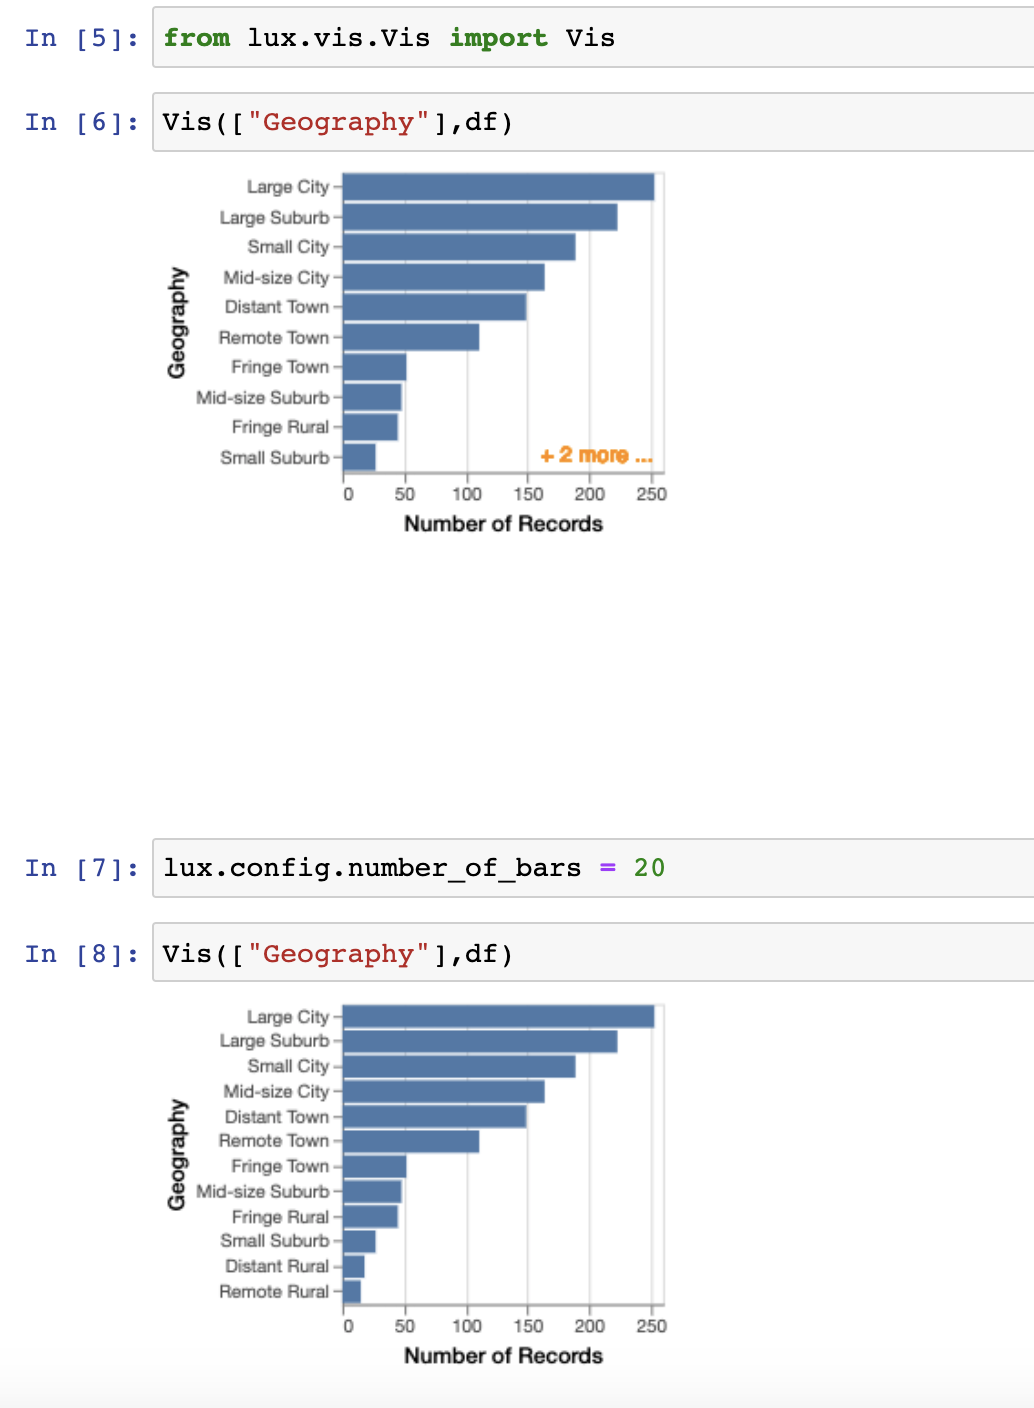 In [5]: from lux.vis.Vis import Vis
In [6]: Vis(["Geography"],df)
Geography
Large City
Large Suburb
Small City
Mid-size City
Distant Town
Remote Town
Fringe Town
Mid-size Suburb
Fringe Rural
Small Suburb
+ 2 more ...
0 50 100 150 200 250
Number of Records
In [7]: lux.config.number_of_bars = 20
In [8]: Vis(["Geography"],df)
Geography
Large City
Large Suburb
Small City
Mid-size City
Distant Town
Remote Town
Fringe Town
Mid-size Suburb
Fringe Rural
Small Suburb
Distant Rural
Remote Rural
0 50 100 150 200 250
Number of Records